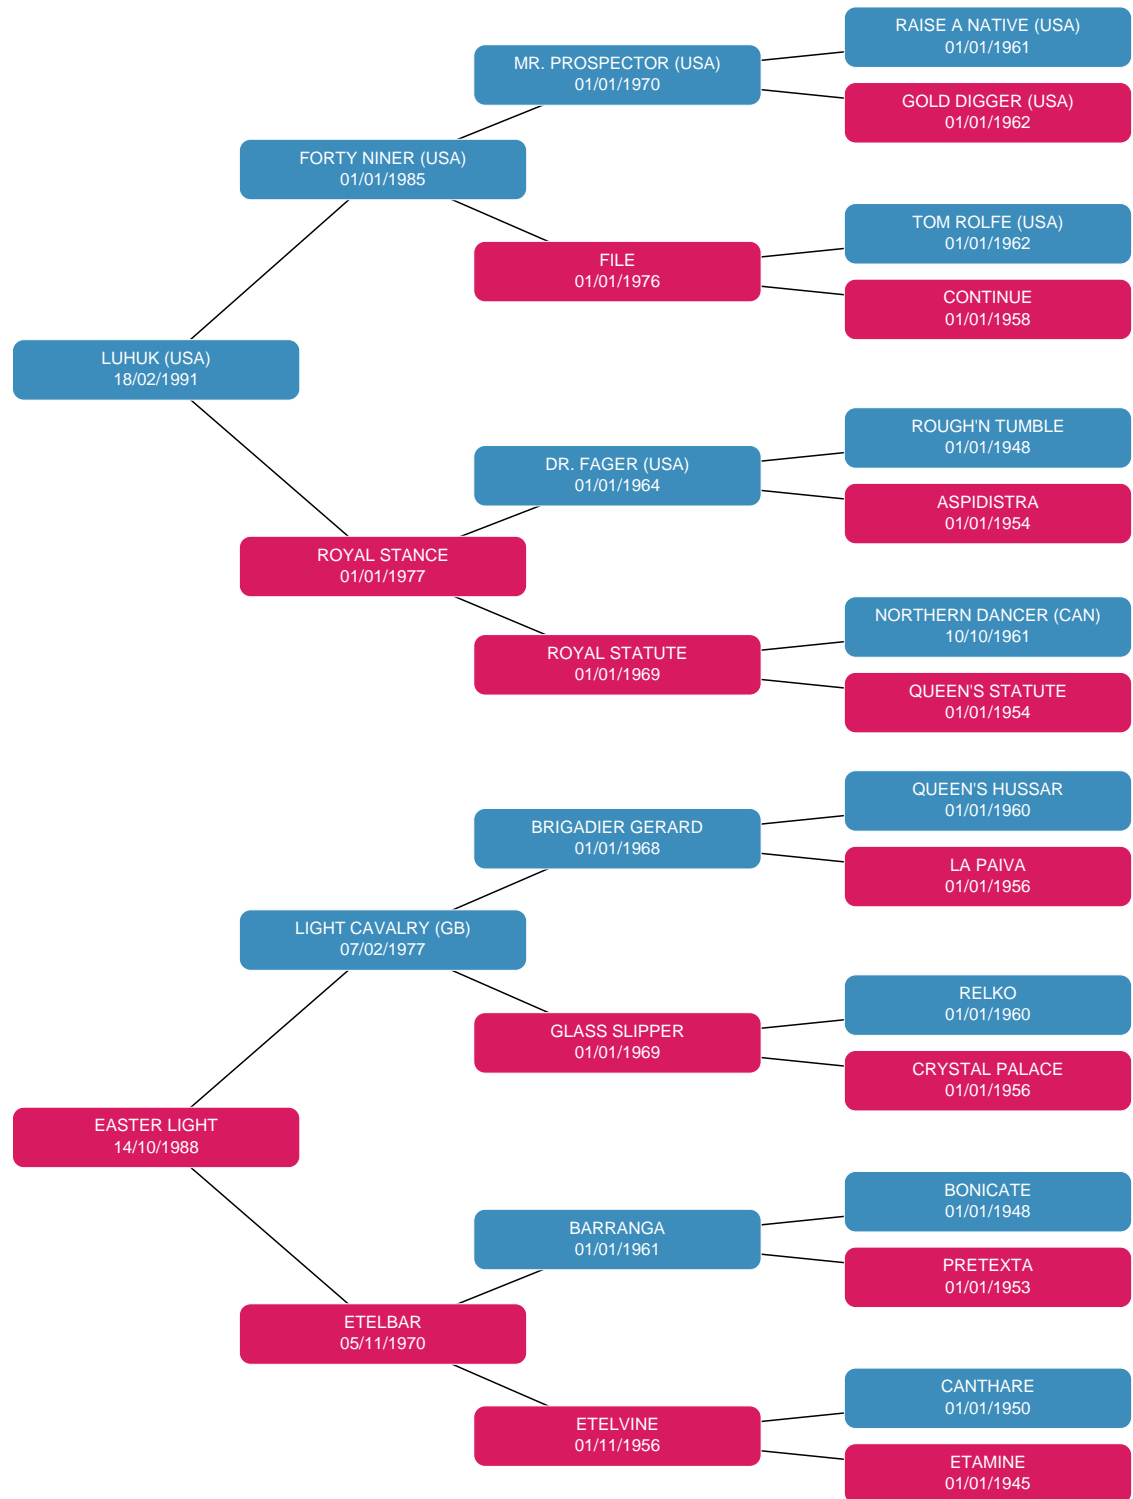 RAISE A NATIVE (USA)
01/01/1961
MR. PROSPECTOR (USA)
01/01/1970
GOLD DIGGER (USA)
01/01/1962
FORTY NINER (USA)
01/01/1985
TOM ROLFE (USA)
01/01/1962
FILE
01/01/1976
CONTINUE
01/01/1958
LUHUK (USA)
18/02/1991
ROUGH'N TUMBLE
01/01/1948
DR. FAGER (USA)
01/01/1964
ASPIDISTRA
01/01/1954
ROYAL STANCE
01/01/1977
NORTHERN DANCER (CAN)
10/10/1961
ROYAL STATUTE
01/01/1969
QUEEN'S STATUTE
01/01/1954
QUEEN'S HUSSAR
01/01/1960
BRIGADIER GERARD
01/01/1968
LA PAIVA
01/01/1956
LIGHT CAVALRY (GB)
07/02/1977
RELKO
01/01/1960
GLASS SLIPPER
01/01/1969
CRYSTAL PALACE
01/01/1956
EASTER LIGHT
14/10/1988
BONICATE
01/01/1948
BARRANGA
01/01/1961
PRETEXTA
01/01/1953
ETELBAR
05/11/1970
CANTHARE
01/01/1950
ETELVINE
01/11/1956
ETAMINE
01/01/1945